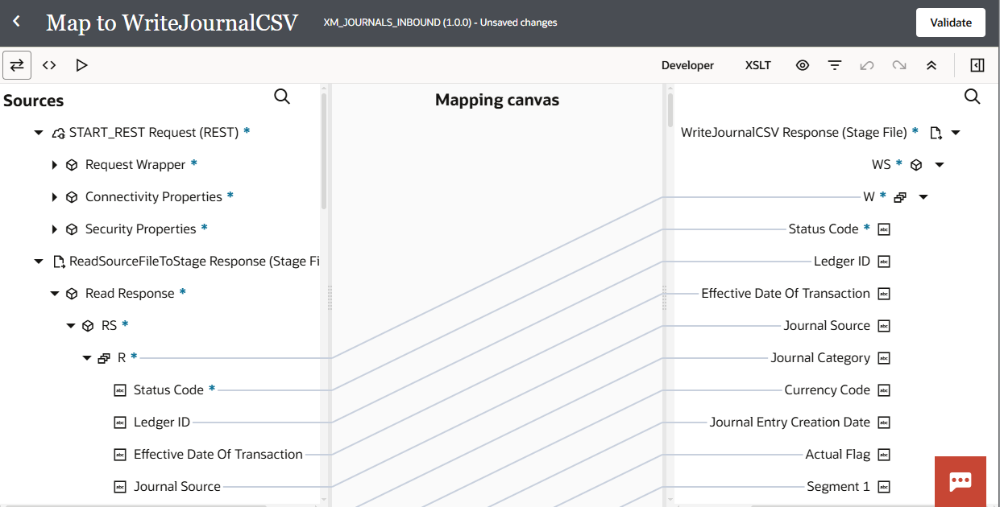 Map to WriteJournalCSV XM_JOURNALS_INBOUND (1.0.0) - Unsaved changes Validate
Developer XSLT
Sources Mapping canvas
START_REST Request (REST) * WriteJournalCSV Response (Stage File) *
Request Wrapper * WS *
Connectivity Properties * W *
Security Properties * Status Code *
ReadSourceFileToStage Response (Stage Fi Ledger ID
Read Response * Effective Date Of Transaction
RS * Journal Source
R * Journal Category
Status Code * Currency Code
Ledger ID Journal Entry Creation Date
Effective Date Of Transaction Actual Flag
Journal Source Segment 1